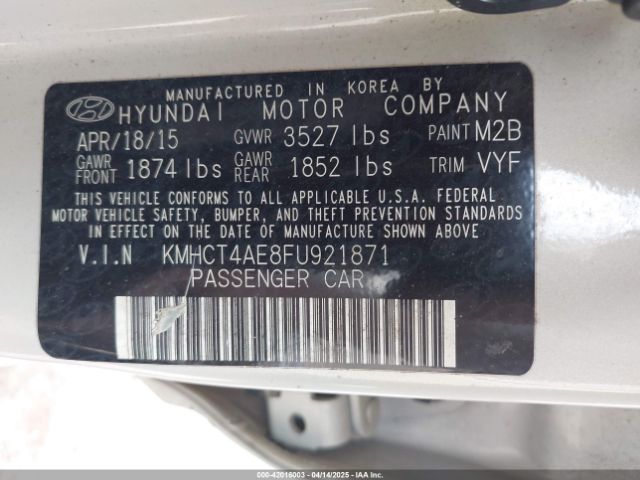 MANUFACTURED IN KOREA BY
HYUNDAI MOTOR COMPANY
APR/18/15 GVWR 3527 lbs PAINT M2B
GAWR FRONT 1874 lbs GAWR REAR 1852 lbs TRIM VYF
THIS VEHICLE CONFORMS TO ALL APPLICABLE U.S.A. FEDERAL
MOTOR VEHICLE SAFETY, BUMPER, AND THEFT PREVENTION STANDARDS
IN EFFECT ON THE DATE OF MANUFACTURE SHOWN ABOVE
V.I.N KMHCT4AE8FU921871
PASSENGER CAR
000-42016003 - 04/14/2025 - IAAI.COM